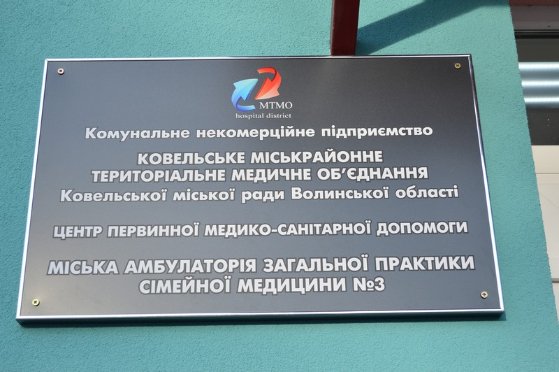 МТМО
hospital district
Комунальне некомерційне підприємство
КОВЕЛЬСЬКЕ МІСЬКРАЙОННЕ
ТЕРИТОРІАЛЬНЕ МЕДИЧНЕ ОБ'ЄДНАННЯ
Ковельської міської ради Волинської області
ЦЕНТР ПЕРВИННОЇ МЕДИКО-САНІТАРНОЇ ДОПОМОГИ
МІСЬКА АМБУЛАТОРІЯ ЗАГАЛЬНОЇ ПРАКТИКИ
СІМЕЙНОЇ МЕДИЦИНИ №3